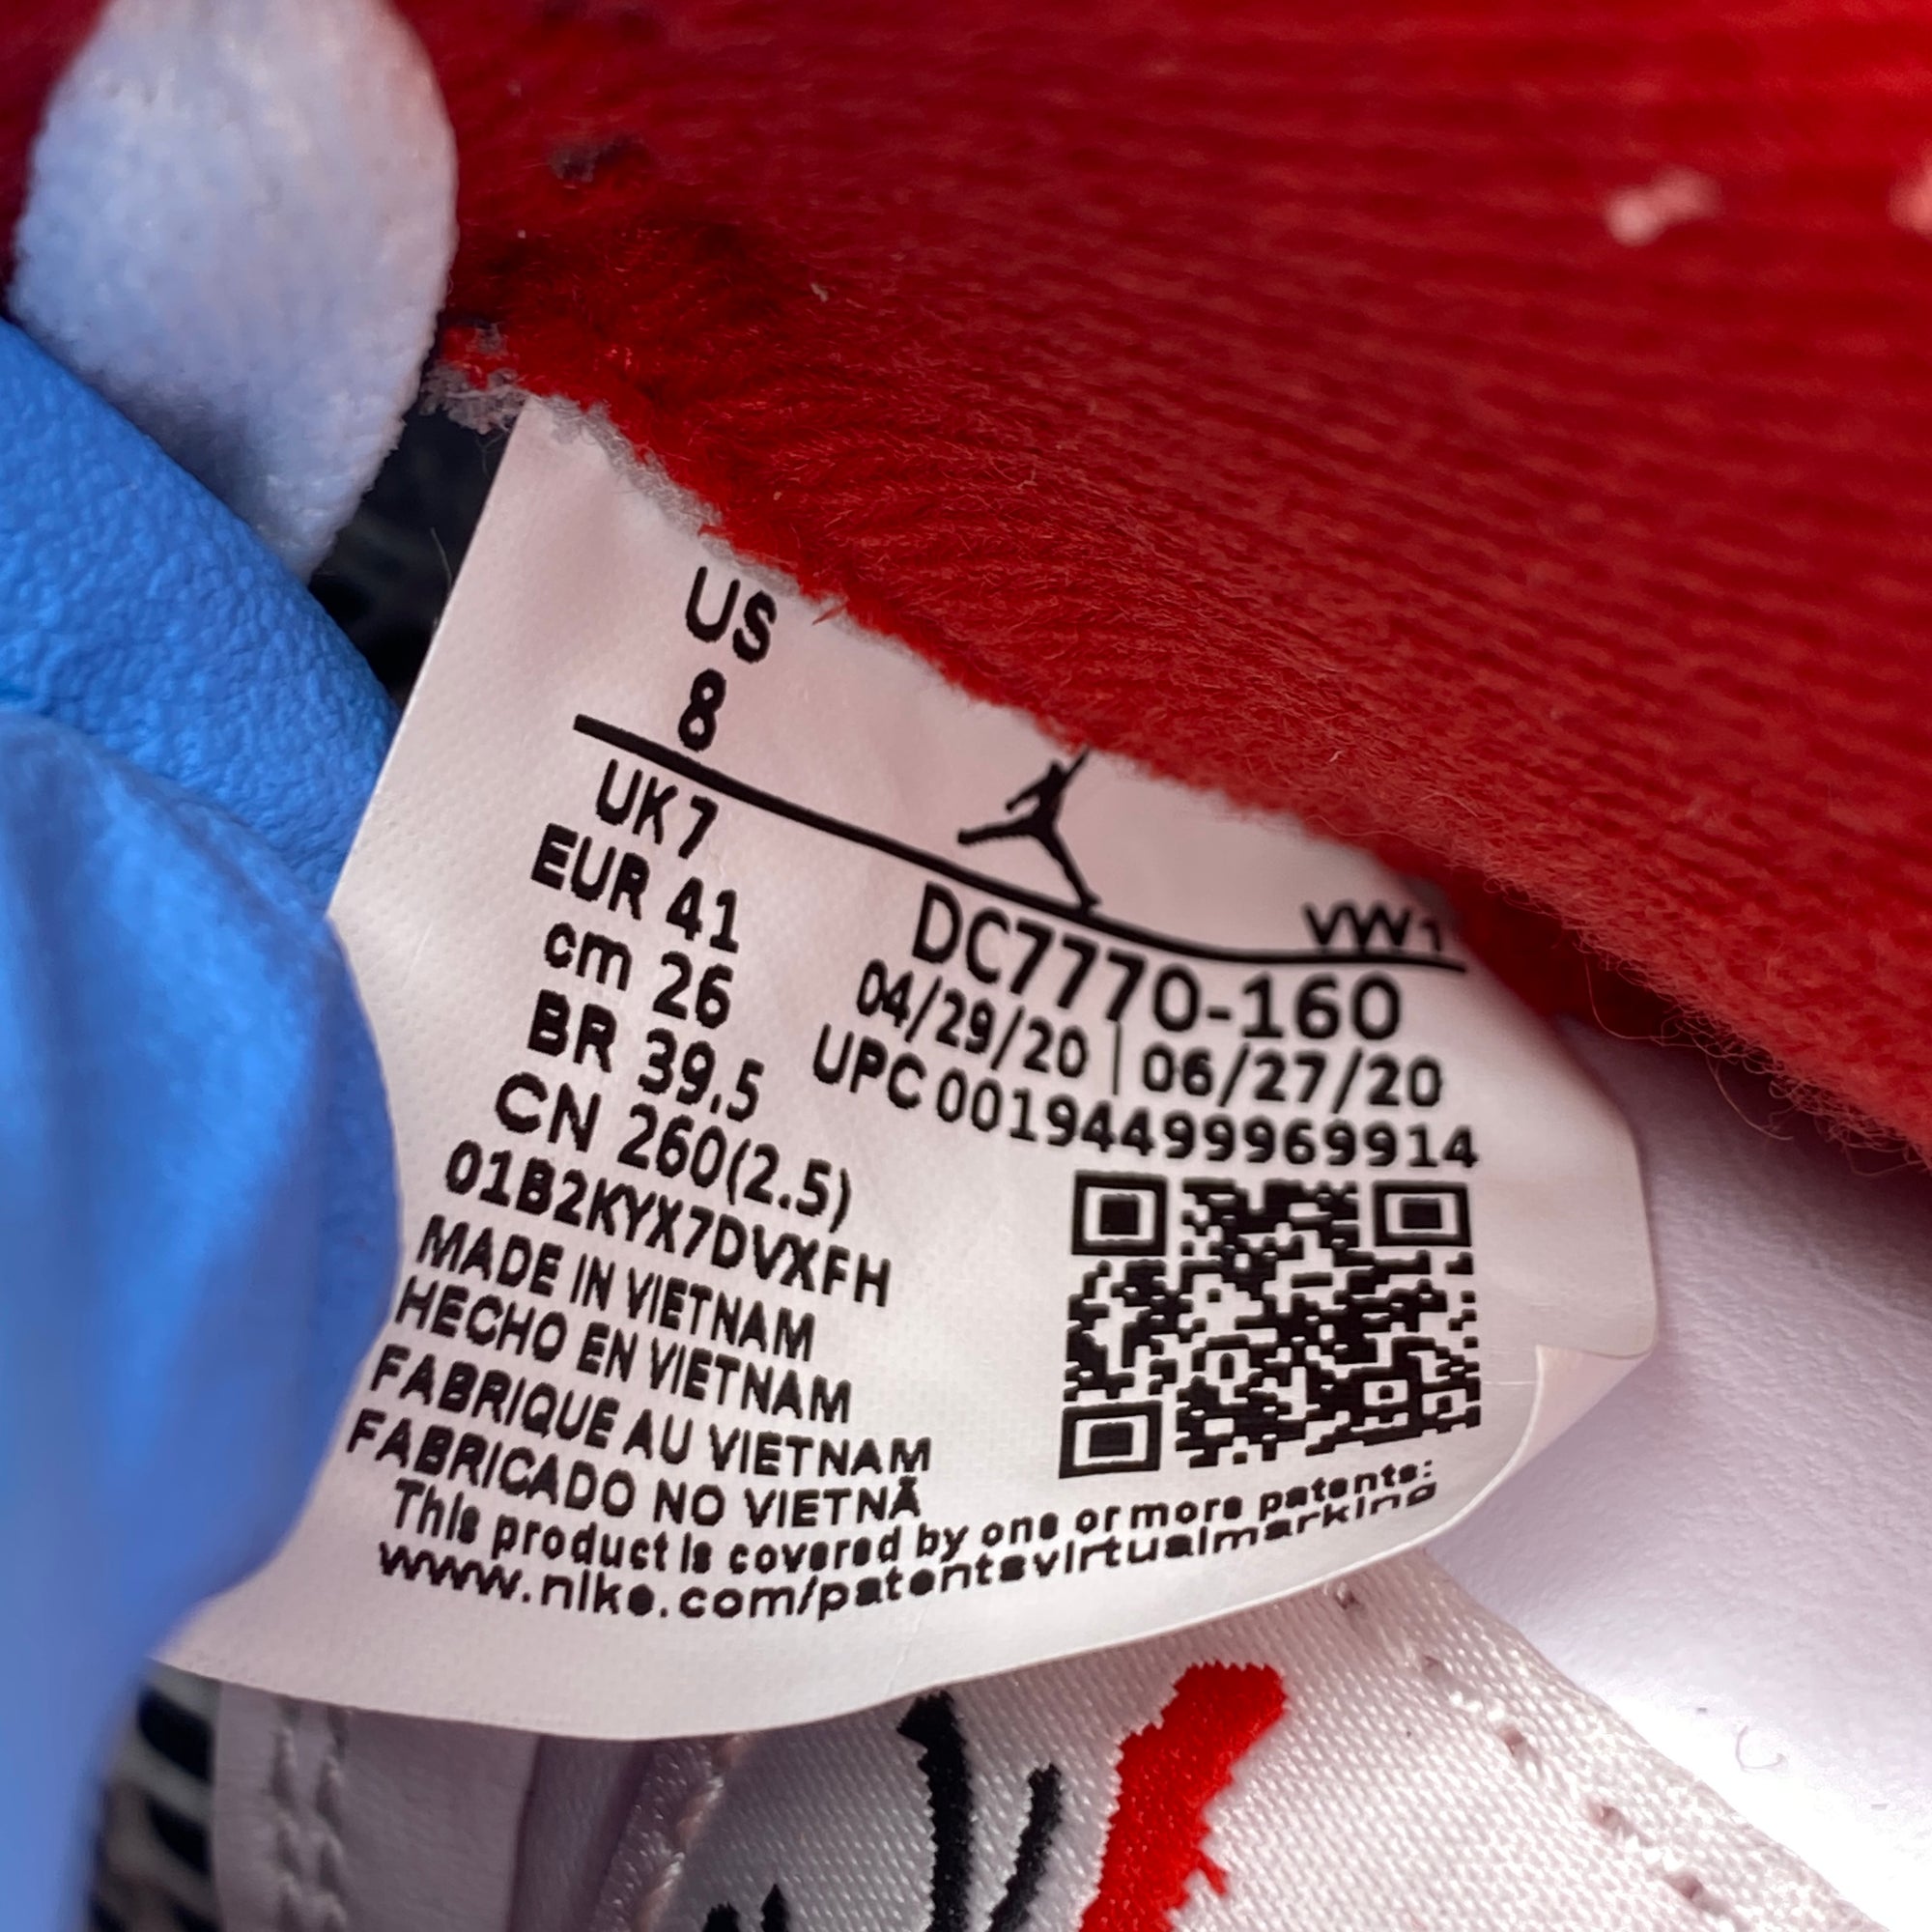 US
8
VW1
UK 7
EUR 41
cm 26
BR 39.5
CN 260(2.5)
01B2KYX7DVXFH
MADE IN VIETNAM
HECHO EN VIETNAM
FABRIQUE AU VIETNAM
FABRICADO NO VIETNÃ
DC7770-160
04/29/20 | 06/27/20
UPC 00194499969914
This product is covered by one or more patents:
www.nike.com/patentsvirtualmarking